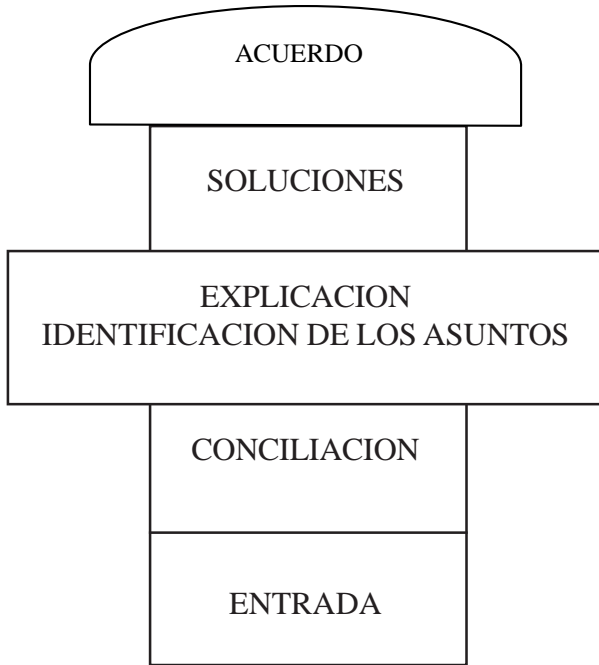 ACUERDO
SOLUCIONES
EXPLICACION
IDENTIFICACION DE LOS ASUNTOS
CONCILIACION
ENTRADA